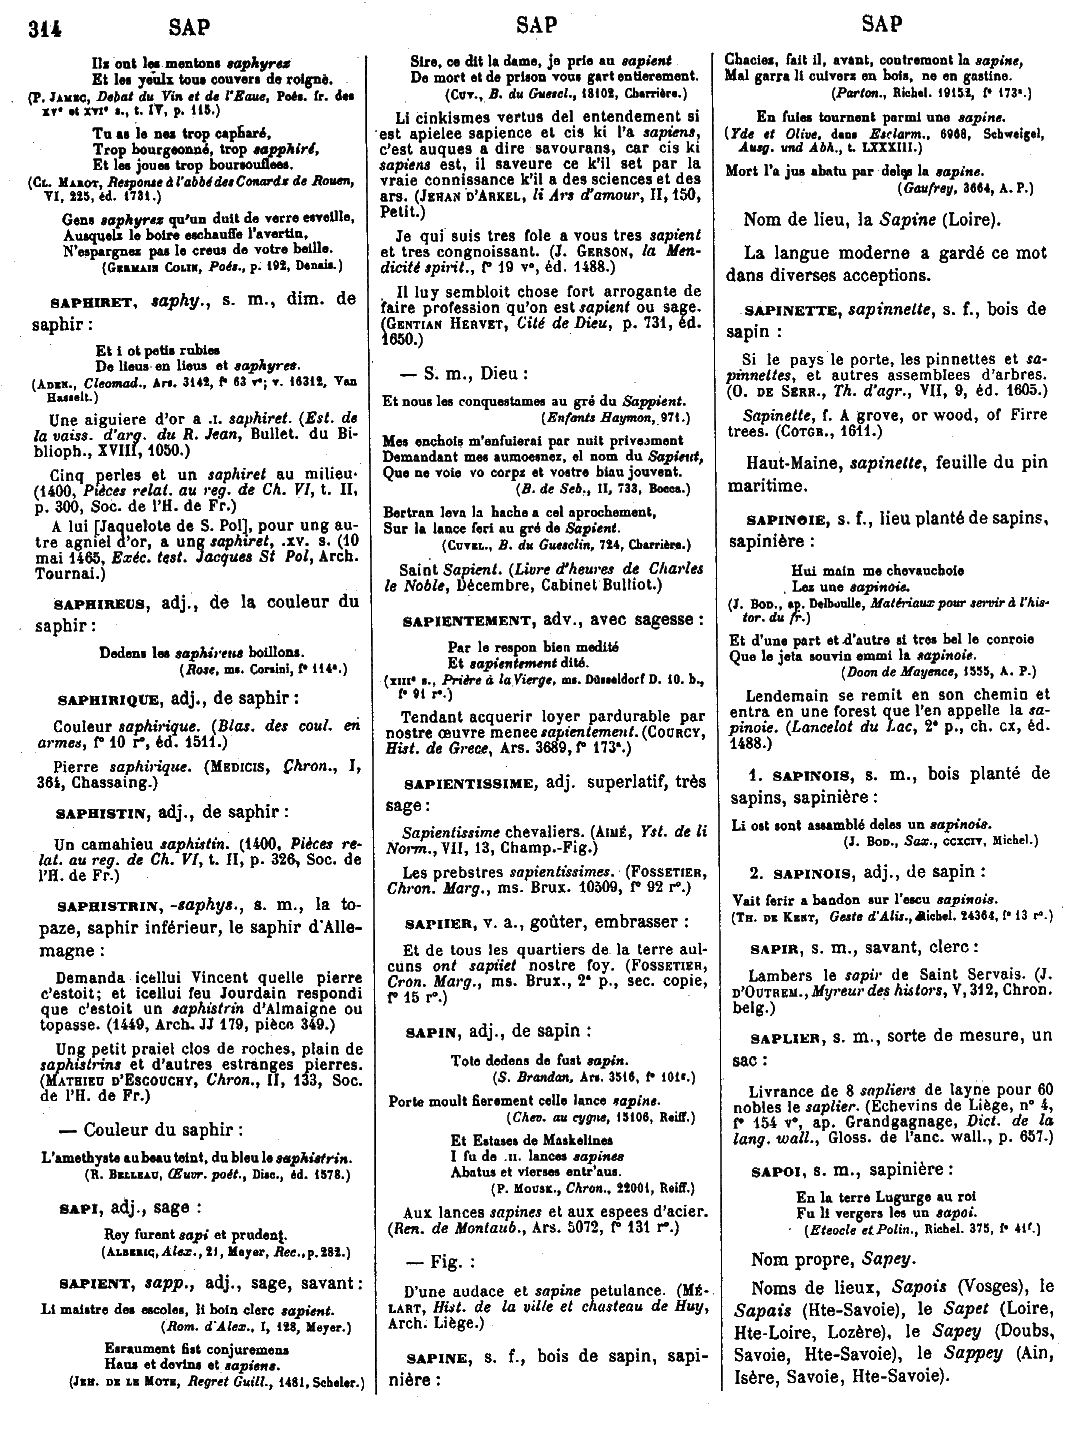 314 SAP SAP SAP
Ils ont les mentons saphyrez
Et les yeulx tous couvers de roignè.
(P. JAMEC, Debat du Vin et de l'Eaue, Poés. fr. des
XVe et XVIe s., t. IV, p. 115.)
Tu as le nez trop capharé,
Trop bourgeonné, trop sapphiré,
Et les joues trop boursouflees.
(CL. MAROT, Response à l'abbé des Conardz de Rouen,
VI, 225, éd. 1731.)
Gens saphyrez qu'un duit de verre esveille,
Ausquelz le boire eschauffe l'avertin,
N'espargnez pas le creus de votre beille.
(GERMAIN COLIN, Poés., p. 192, Denais.)
SAPHIRET, saphy., s. m., dim. de
saphir :
Et i ot petis rubies
De lieus en lieus et saphyres.
(ADEN., Cleomad., Ars. 3142, f° 63 v°; v. 16312, Van
Hasselt.)
Une aiguiere d'or a .I. saphiret. (Est. de
la vaiss. d'arg. du R. Jean, Bullet. du Bi-
blioph., XVIII, 1050.)
Cinq perles et un saphiret au milieu.
(1400, Pièces relat. au reg. de Ch. VI, t. II,
p. 300, Soc. de l'H. de Fr.)
A lui [Jaquelote de S. Pol], pour ung au-
tre agniel d'or, a ung saphiret, .XV. s. (10
mai 1465, Exéc. test. Jacques St Pol, Arch.
Tournai.)
SAPHIREUS, adj., de la couleur du
saphir :
Dedens les saphireus boillons.
(Rose, ms. Corsini, f° 114a.)
SAPHIRIQUE, adj., de saphir :
Couleur saphirique. (Blas. des coul. en
armes, f° 10 r°, éd. 1511.)
Pierre saphirique. (MEDICIS, Chron., I,
364, Chassaing.)
SAPHISTIN, adj., de saphir :
Un camahieu saphistin. (1400, Pièces re-
lat. au reg. de Ch. VI, t. II, p. 326, Soc. de
l'H. de Fr.)
SAPHISTRIN, -saphys., s. m., la to-
paze, saphir inférieur, le saphir d'Alle-
magne :
Demanda icellui Vincent quelle pierre
c'estoit; et icellui feu Jourdain respondi
que c'estoit un saphistrin d'Almaigne ou
topasse. (1449, Arch. JJ 179, pièce 349.)
Ung petit praiel clos de roches, plain de
saphistrins et d'autres estranges pierres.
(MATHIEU D'ESCOUCHY, Chron., II, 133, Soc.
de l'H. de Fr.)
— Couleur du saphir :
L'amethyste au beau teint, du bleu le saphistrin.
(R. BELLEAU, Œuvr. poét., Disc., éd. 1578.)
SAPI, adj., sage :
Rey furent sapi et prudent.
(ALBERIC, Alex., 21, Meyer, Rec., p. 282.)
SAPIENT, sapp., adj., sage, savant :
Li maistre des escoles, li boin clerc sapient.
(Rom. d'Alex., I, 128, Meyer.)
Esraument fist conjuremens
Haus et devins et sapiens.
(JEH. DE LE MOTE, Regret Guill., 1481, Scheler.)
Sire, ce dit la dame, je prie au sapient
De mort et de prison vous gart entierement.
(CUV., B. du Guescl., 18102, Charrière.)
Li cinkismes vertus del entendement si
est apielee sapience et cis ki l'a sapiens,
c'est auques a dire savourans, car cis ki
sapiens est, il saveure ce k'il set par la
vraie connissance k'il a des sciences et des
ars. (JEHAN D'ARKEL, li Ars d'amour, II, 150,
Petit.)
Je qui suis tres fole a vous tres sapient
et tres congnoissant. (J. GERSON, la Men-
dicité spirit., f° 19 v°, éd. 1488.)
Il luy sembloit chose fort arrogante de
faire profession qu'on est sapient ou sage.
(GENTIAN HERVET, Cité de Dieu, p. 731, éd.
1650.)
— S. m., Dieu :
Et nous les conquestames au gré du Sappient.
(Enfants Haymon, 971.)
Mes enchois m'enfuierai par nuit priveement
Demandant mes aumoesnez, el nom du Sapient,
Que ne voie vo corpz et vostre biau jouvent.
(B. de Seb., II, 733, Bocca.)
Bertran leva la hache a cel aprochement,
Sur la lance feri au gré de Sapient.
(CUVEL., B. du Guesclin, 724, Charrière.)
Saint Sapient. (Livre d'heures de Charles
le Noble, Décembre, Cabinet Bulliot.)
SAPIENTEMENT, adv., avec sagesse :
Par le respon bien medité
Et sapientement dité.
(XIIIe s., Prière à la Vierge, ms. Düsseldorf D. 10. b.,
f° 91 r°.)
Tendant acquerir loyer pardurable par
nostre œuvre menee sapientement. (COURCY,
Hist. de Grece, Ars. 3689, f° 173a.)
SAPIENTISSIME, adj. superlatif, très
sage :
Sapientissime chevaliers. (AIMÉ, Yst. de li
Norm., VII, 13, Champ.-Fig.)
Les prebstres sapientissimes. (FOSSETIER,
Chron. Marg., ms. Brux. 10509, f° 92 r°.)
SAPIIER, v. a., goûter, embrasser :
Et de tous les quartiers de la terre aul-
cuns ont sapiiet nostre foy. (FOSSETIER,
Cron. Marg., ms. Brux., 2e p., sec. copie,
f° 15 r°.)
SAPIN, adj., de sapin :
Tote dedens de fust sapin.
(S. Brandan, Ars. 3516, f° 101c.)
Porte moult fierement celle lance sapine.
(Chev. au cygne, 15106, Reiff.)
Et Estases de Maskelines
I fu de .II. lances sapines
Abatus et vierses entr'aus.
(P. MOUSK., Chron., 22001, Reiff.)
Aux lances sapines et aux espees d'acier.
(Ren. de Montaub., Ars. 5072, f° 131 r°.)
— Fig. :
D'une audace et sapine petulance. (MÉ-
LART, Hist. de la ville et chasteau de Huy,
Arch. Liège.)
SAPINE, s. f., bois de sapin, sapi-
nière :
Chacies, fait il, avant, contremont la sapine,
Mal garra li culverz en bois, ne en gastine.
(Parton., Richel. 19152, f° 173a.)
En fuies tournent parmi une sapine.
(Yde et Olive, dans Esclarm., 6968, Schweigel,
Ausg. und Abh., t. LXXXIII.)
Mort l'a jus abatu par deles la sapine.
(Gaufrey, 3664, A. P.)
Nom de lieu, la Sapine (Loire).
La langue moderne a gardé ce mot
dans diverses acceptions.
SAPINETTE, sapinnette, s. f., bois de
sapin :
Si le pays le porte, les pinnettes et sa-
pinnettes, et autres assemblees d'arbres.
(O. DE SERR., Th. d'agr., VII, 9, éd. 1605.)
Sapinette, f. A grove, or wood, of Firre
trees. (COTGR., 1611.)
Haut-Maine, sapinette, feuille du pin
maritime.
SAPINOIE, s. f., lieu planté de sapins,
sapinière :
Hui main me chevauchoie
Lez une sapinoie.
(J. BOD., ap. Delboulle, Matériaux pour servir à l'his-
tor. du fr.)
Et d'une part et d'autre si tres bel le conroie
Que le jeta souvin emmi la sapinoie.
(Doon de Mayence, 1555, A. P.)
Lendemain se remit en son chemin et
entra en une forest que l'en appelle la sa-
pinoie. (Lancelot du Lac, 2e p., ch. CX, éd.
1488.)
1. SAPINOIS, s. m., bois planté de
sapins, sapinière :
Li ost sont assamblé deles un sapinois.
(J. BOD., Sax., CCXCIV, Michel.)
2. SAPINOIS, adj., de sapin :
Vait ferir a bandon sur l'escu sapinois.
(TH. DE KENT, Geste d'Alis., Richel. 24364, f° 13 r°.)
SAPIR, s. m., savant, clerc :
Lambers le sapir de Saint Servais. (J.
D'OUTREM., Myreur des histors, V, 312, Chron.
belg.)
SAPLIER, s. m., sorte de mesure, un
sac :
Livrance de 8 sapliers de layne pour 60
nobles le saplier. (Echevins de Liège, n° 4,
f° 154 v°, ap. Grandgagnage, Dict. de la
lang. wall., Gloss. de l'anc. wall., p. 657.)
SAPOI, s. m., sapinière :
En la terre Lugurge au roi
Fu li vergers les un sapoi.
(Eteocle et Polin., Richel. 375, f° 41f.)
Nom propre, Sapey.
Noms de lieux, Sapois (Vosges), le
Sapais (Hte-Savoie), le Sapet (Loire,
Hte-Loire, Lozère), le Sapey (Doubs,
Savoie, Hte-Savoie), le Sappey (Ain,
Isère, Savoie, Hte-Savoie).